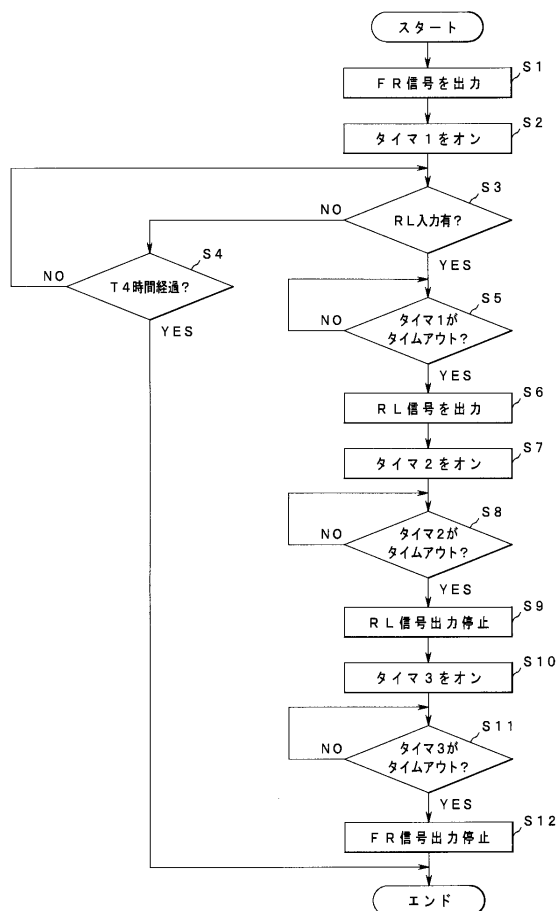 スタート
S1
FR信号を出力
S2
タイマ1をオン
S3
RL入力有?
NO
YES
S4
T4時間経過?
NO
YES
S5
タイマ1が
タイムアウト?
NO
YES
S6
RL信号を出力
S7
タイマ2をオン
S8
タイマ2が
タイムアウト?
NO
YES
S9
RL信号出力停止
S10
タイマ3をオン
S11
タイマ3が
タイムアウト?
NO
YES
S12
FR信号出力停止
エンド